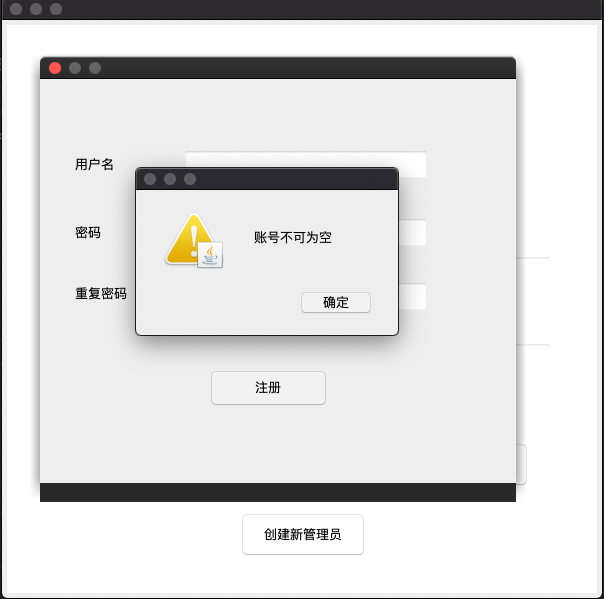 用户名
账号不可为空
密码
重复密码
确定
注册
创建新管理员